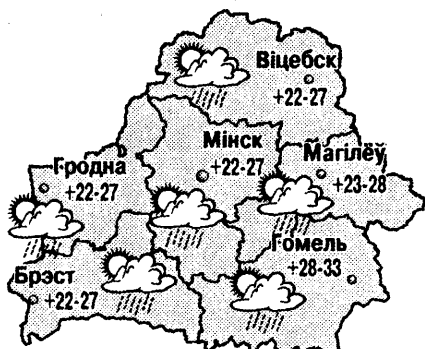 Віцебск
+22-27
Мінск
+22-27
Магілёў
+23-28
Гродна
+22-27
Гомель
+28-33
Брэст
+22-27